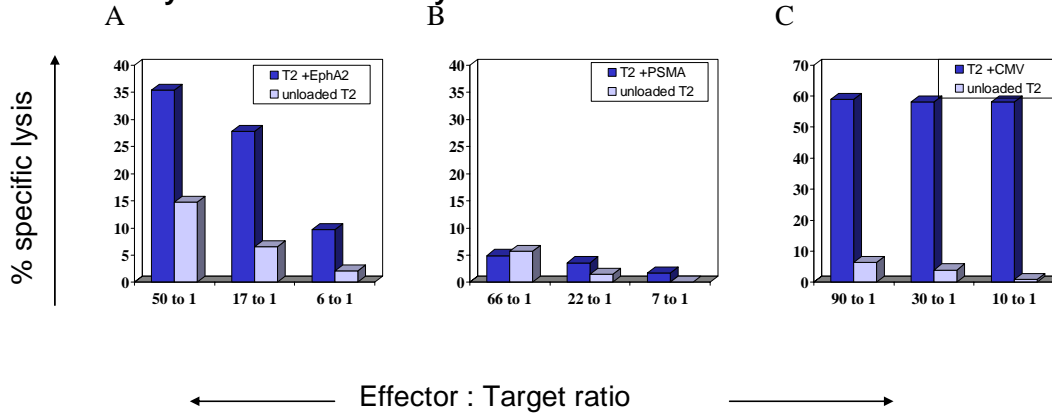 A
B
C
T2 +EphA2
unloaded T2
T2 +PSMA
unloaded T2
T2 +CMV
unloaded T2
% specific lysis
40
35
30
25
20
15
10
5
0
50 to 1 17 to 1 6 to 1
40
35
30
25
20
15
10
5
0
66 to 1 22 to 1 7 to 1
70
60
50
40
30
20
10
0
90 to 1 30 to 1 10 to 1
Effector : Target ratio